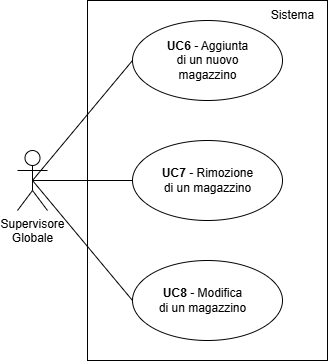 Sistema
UC6 - Aggiunta
di un nuovo
magazzino
UC7 - Rimozione
di un magazzino
Supervisore
Globale
UC8 - Modifica
di un magazzino